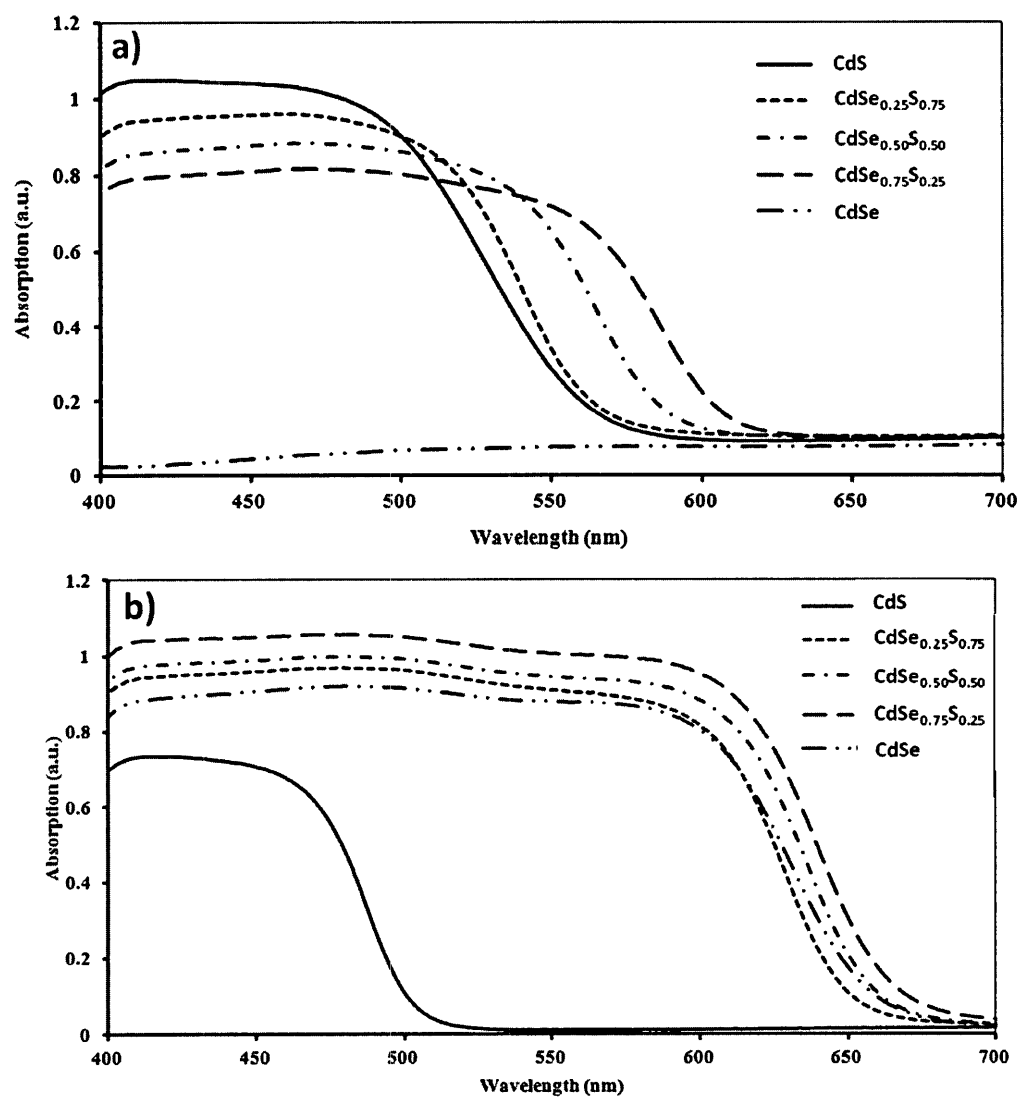 a)
1.2
1
0.8
0.6
0.4
0.2
0
Absorption (a.u.)
CdS
CdSe0.25S0.75
CdSe0.50S0.50
CdSe0.75S0.25
CdSe
400 450 500 550 600 650 700
Wavelength (nm)
b)
1.2
1
0.8
0.6
0.4
0.2
0
Absorption (a.u.)
CdS
CdSe0.25S0.75
CdSe0.50S0.50
CdSe0.75S0.25
CdSe
400 450 500 550 600 650 700
Wavelength (nm)